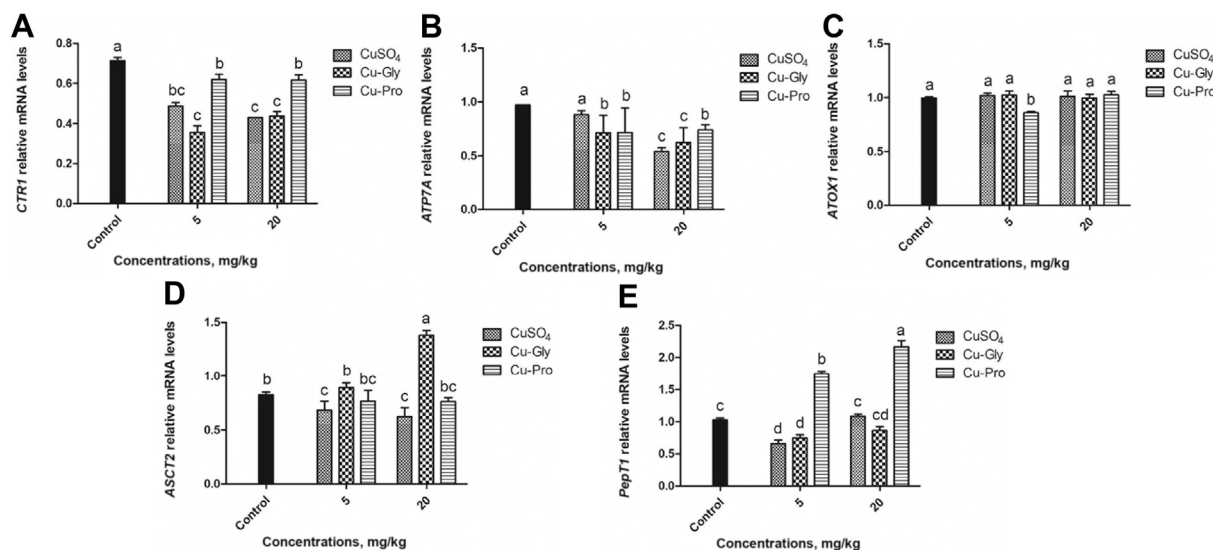 A
CTR1 relative mRNA levels
0.8
0.6
0.4
0.2
0.0
a
bc
c
b
c
c
b
CuSO4
Cu-Gly
Cu-Pro
Control
5
20
Concentrations, mg/kg
B
ATP7A relative mRNA levels
1.5
1.0
0.5
0.0
a
a
b
b
c
c
b
CuSO4
Cu-Gly
Cu-Pro
Control
5
20
Concentrations, mg/kg
C
ATOX1 relative mRNA levels
1.5
1.0
0.5
0.0
a
a
a
b
a
a
a
CuSO4
Cu-Gly
Cu-Pro
Control
5
20
Concentrations, mg/kg
D
ASCT2 relative mRNA levels
1.5
1.0
0.5
0.0
b
c
b
bc
c
a
bc
CuSO4
Cu-Gly
Cu-Pro
Control
5
20
Concentrations, mg/kg
E
PepT1 relative mRNA levels
2.5
2.0
1.5
1.0
0.5
0.0
c
d
d
b
c
cd
a
CuSO4
Cu-Gly
Cu-Pro
Control
5
20
Concentrations, mg/kg